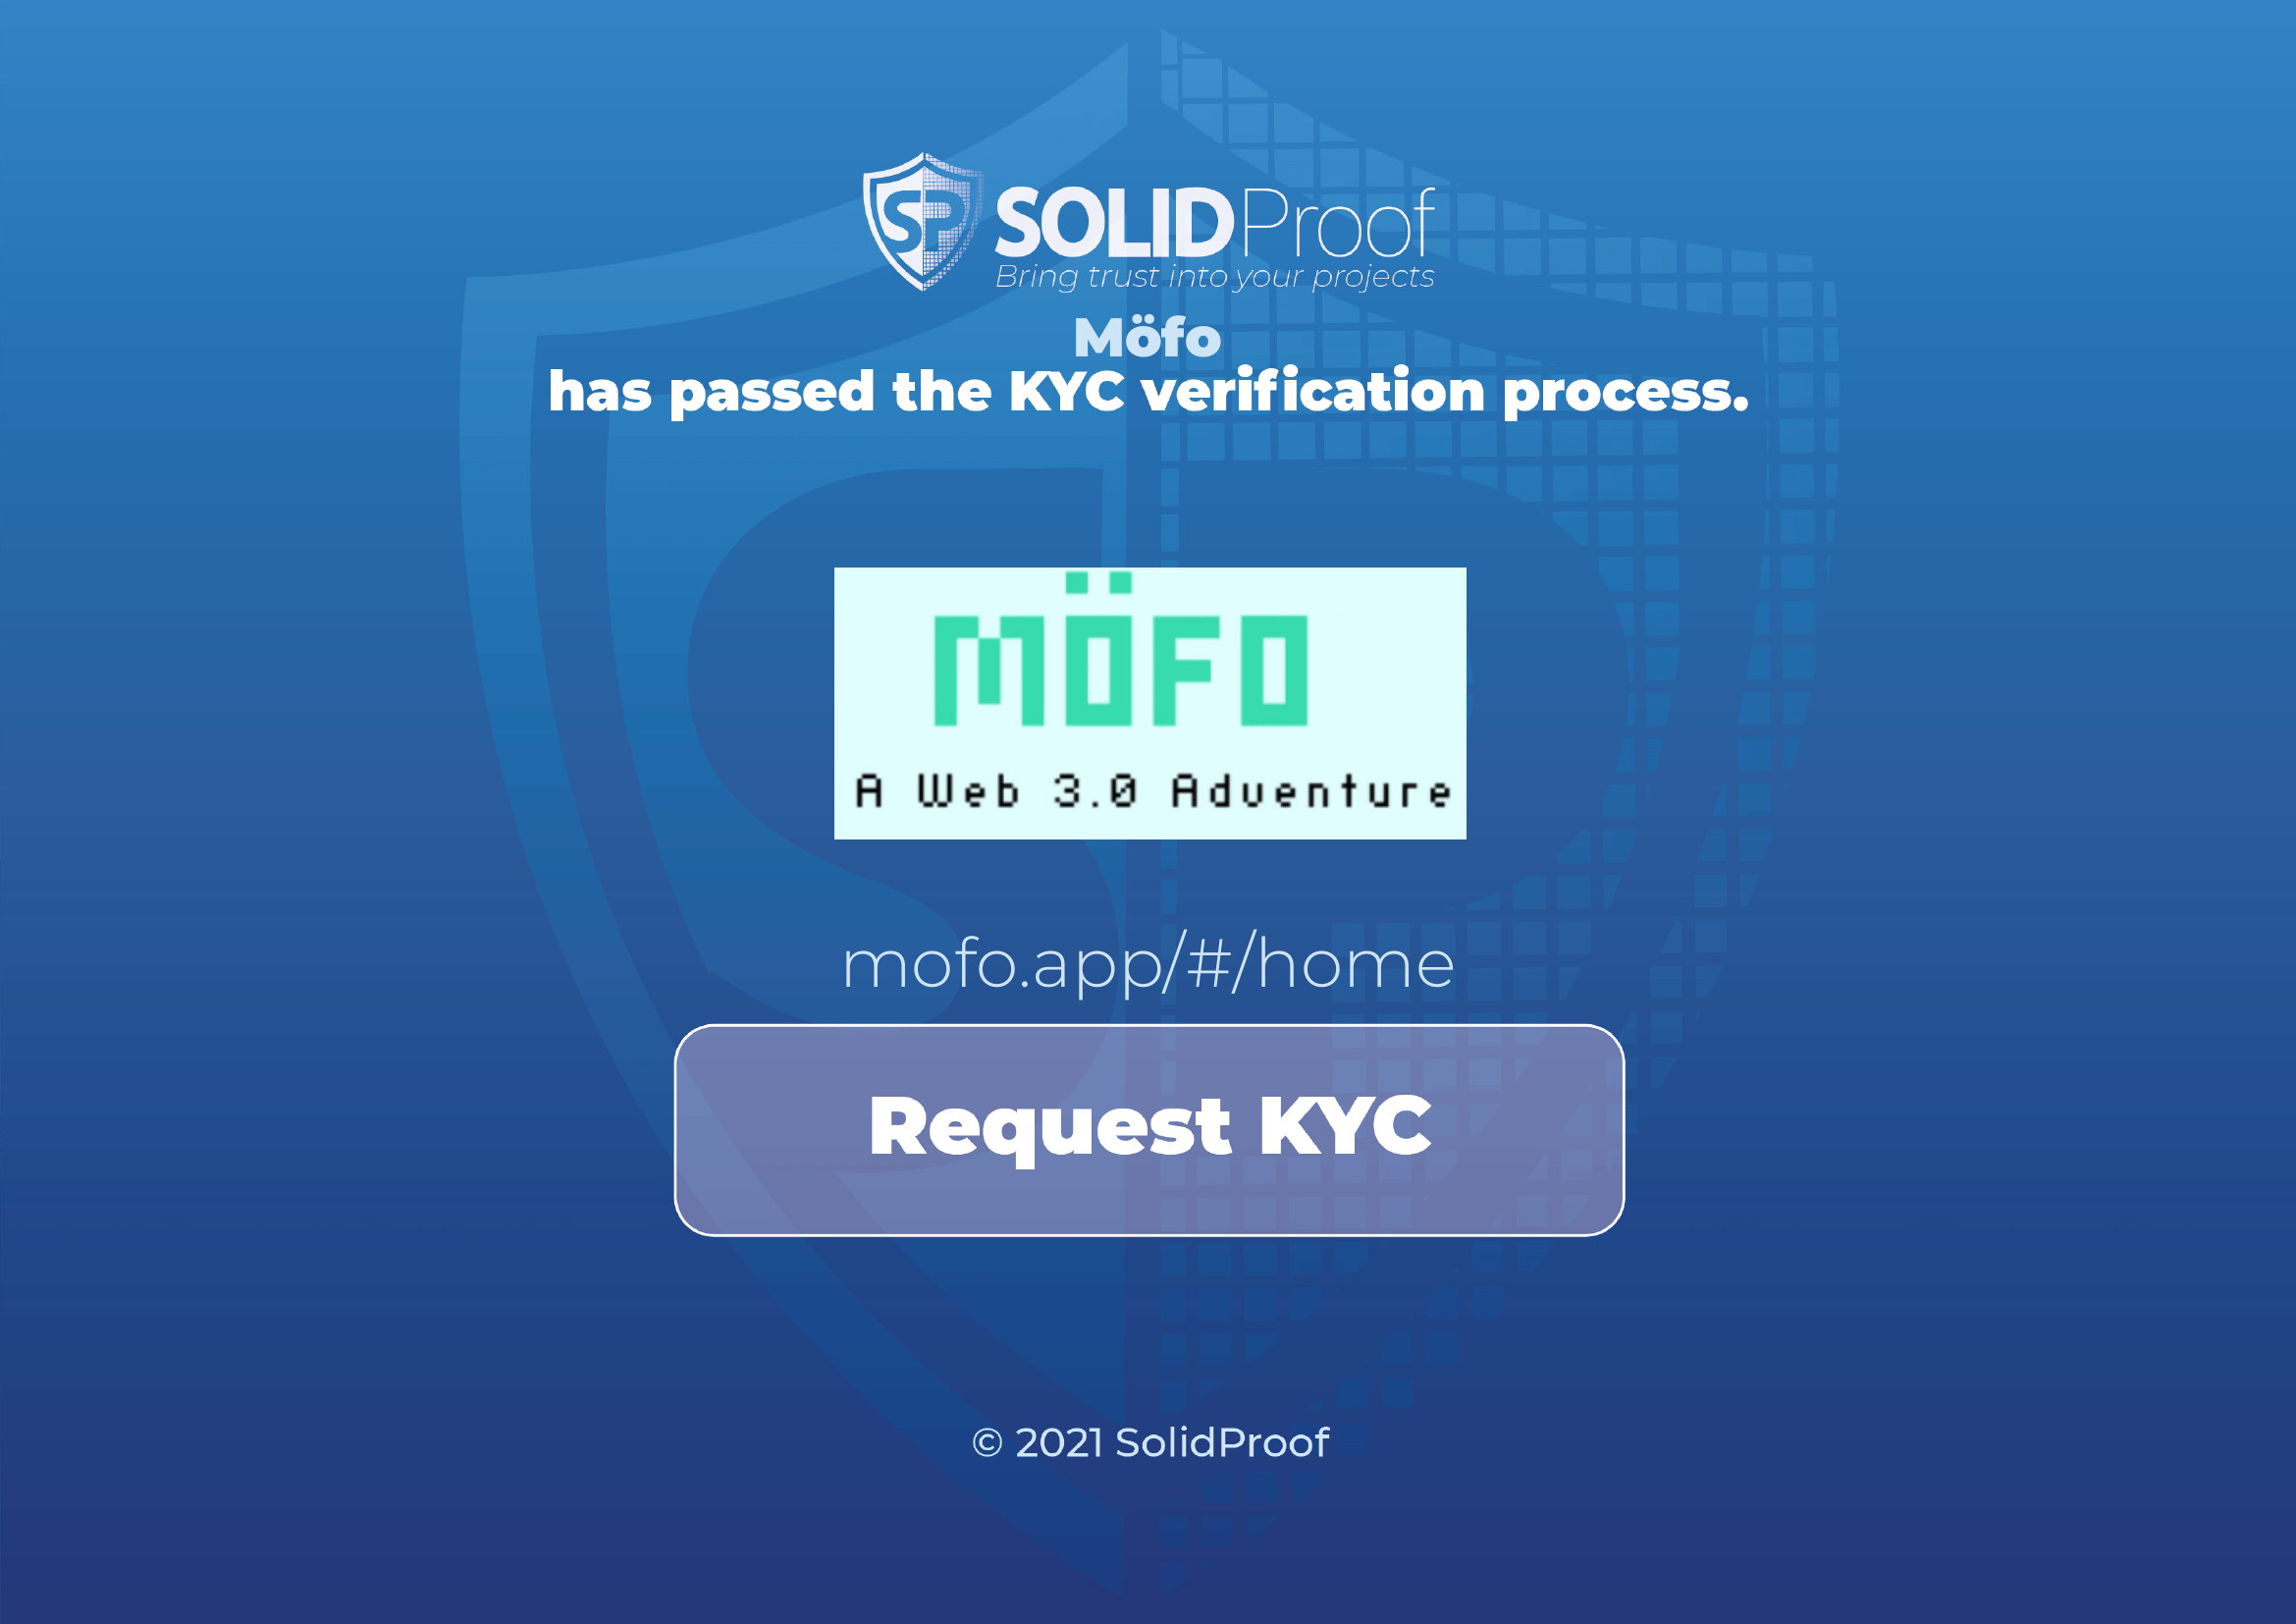 SP SOLIDProof
Bring trust into your projects
Möfo
has passed the KYC verification process.
MÖFO
A Web 3.0 Adventure
mofo.app/#/home
Request KYC
© 2021 SolidProof